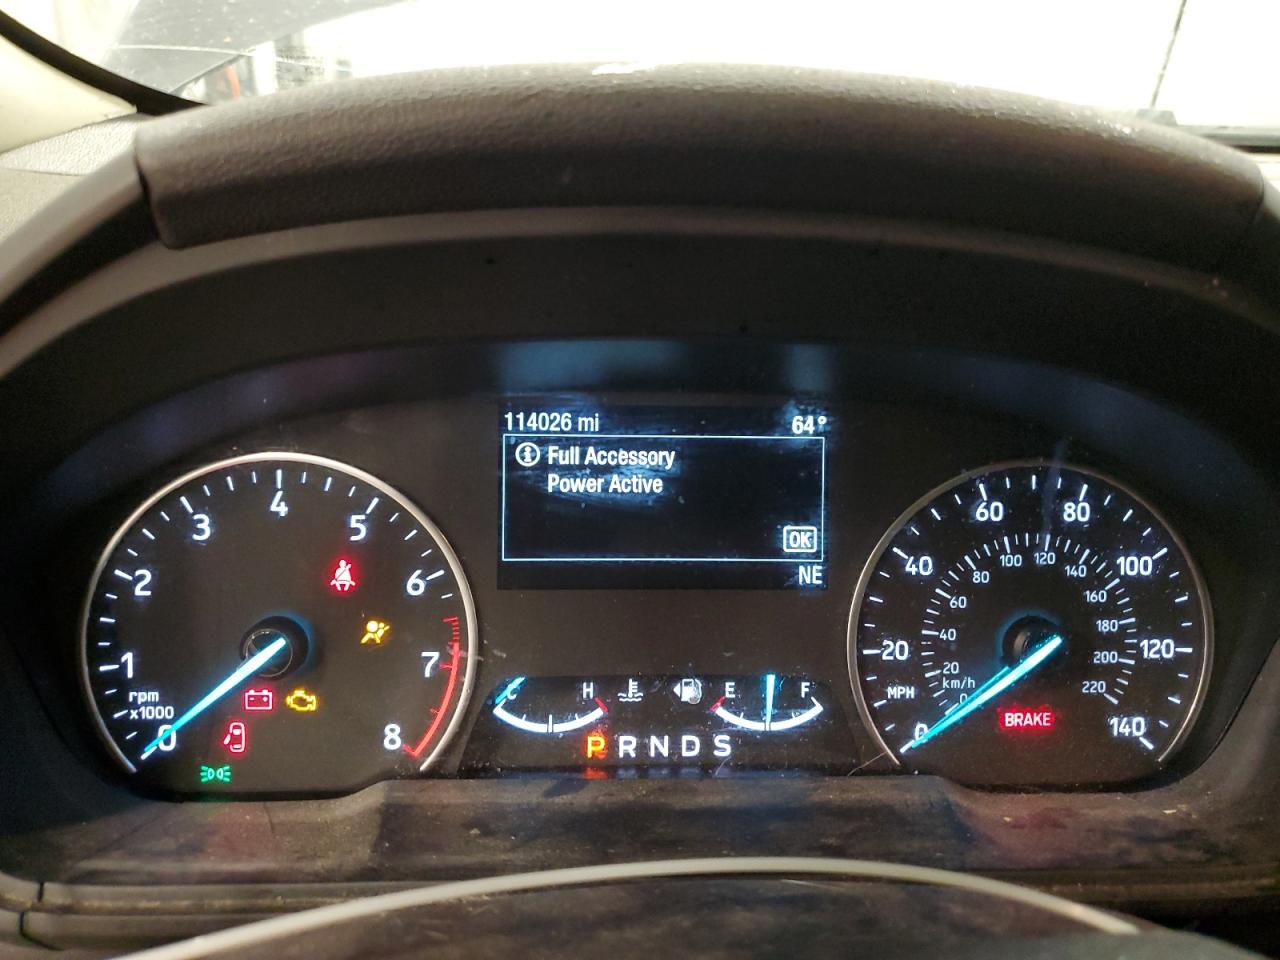 114026 mi 64°
Full Accessory
Power Active
OK
NE
0 1 2 3 4 5 6 7 8
rpm
x1000
C H E F
P R N D S
0 20 40 60 80 100 120 140
MPH
0 20 40 60 80 100 120 140 160 180 200 220
km/h
BRAKE